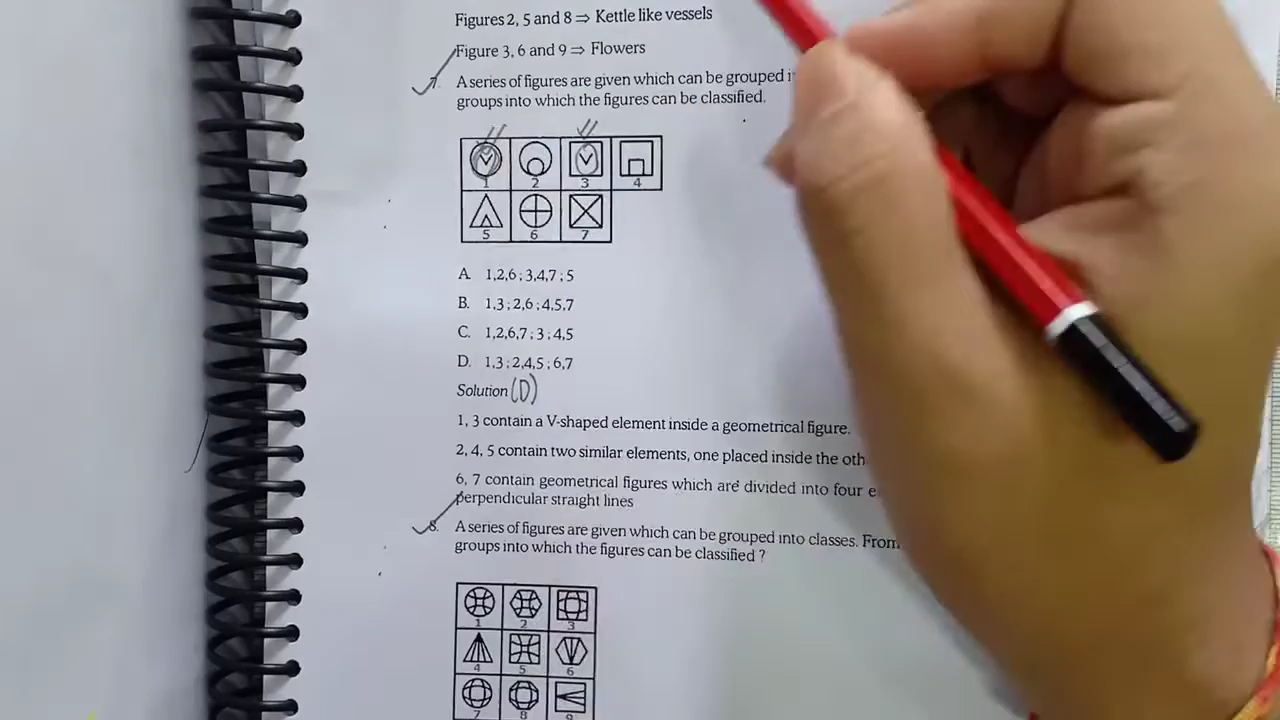 Figures 2, 5 and 8 ⇒ Kettle like vessels
Figure 3, 6 and 9 ⇒ Flowers
7. A series of figures are given which can be grouped
groups into which the figures can be classified.
1 2 3 4
5 6 7
A. 1,2,6 ; 3,4,7 ; 5
B. 1,3 ; 2,6 ; 4,5,7
C. 1,2,6,7 ; 3 ; 4,5
D. 1,3 ; 2,4,5 ; 6,7
Solution (D)
1, 3 contain a V-shaped element inside a geometrical figure.
2, 4, 5 contain two similar elements, one placed inside the
6, 7 contain geometrical figures which are divided into four
perpendicular straight lines
8. A series of figures are given which can be grouped into classes. From
groups into which the figures can be classified ?
1 2 3
4 5 6
7 8 9